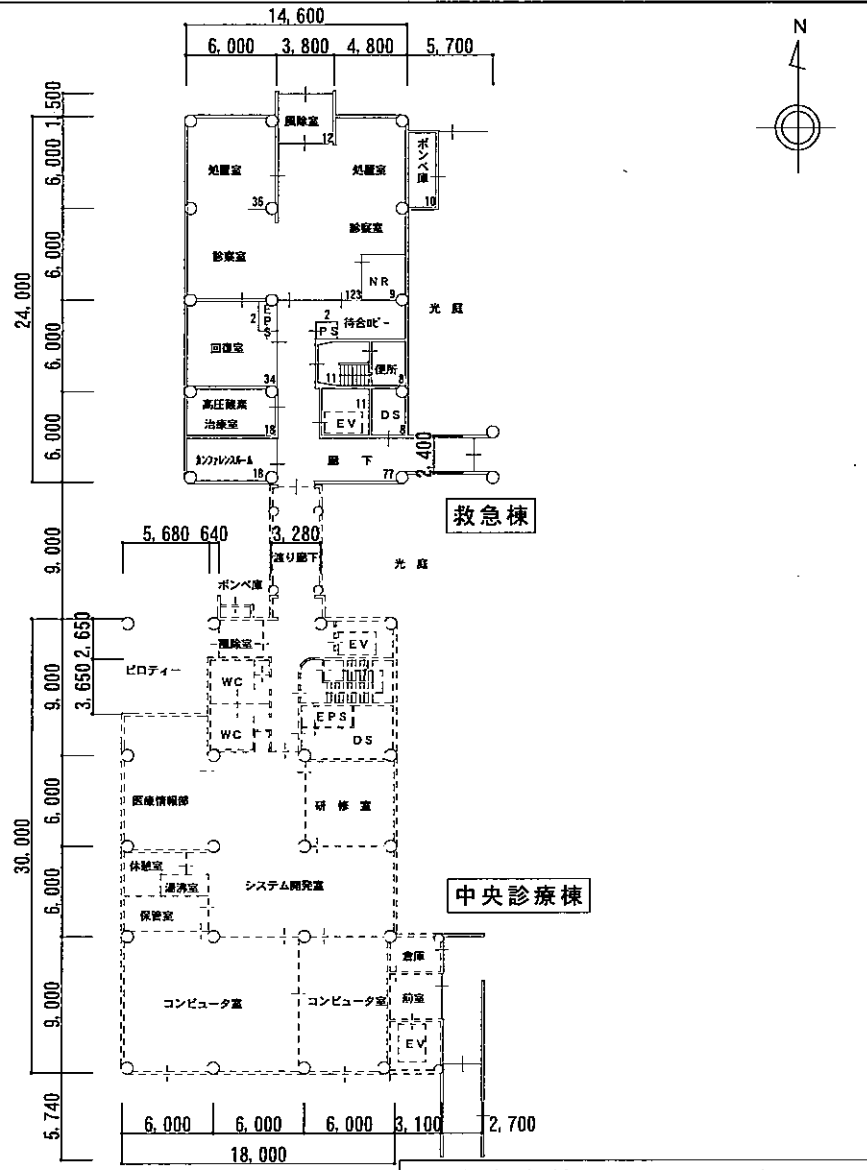 14,600
6,000 3,800 4,800 5,700
N
1,500
風除室
12
6,000
処置室
処置室
ボンベ庫
36
10
診察室
診察室
6,000
24,000
NR
123
9
光庭
EPS
2
2
PS
待合ロビー
6,000
回復室
便所
34
11
8
高圧酸素
治療室
11
EV
DS
18
8
6,000
カンファレンスルーム
18
廊下
77
2,400
救急棟
5,680 640 3,280
9,000
渡り廊下
光庭
ボンベ庫
2,650
風除室
EV
ピロティー
9,000
3,650
WC
EPS
WC
DS
6,000
医療情報部
研修室
30,000
休憩室
湯沸室
システム開発室
中央診療棟
6,000
保管室
倉庫
9,000
コンピュータ室
コンピュータ室
前室
EV
5,740
6,000 6,000 6,000 3,100 2,700
18,000